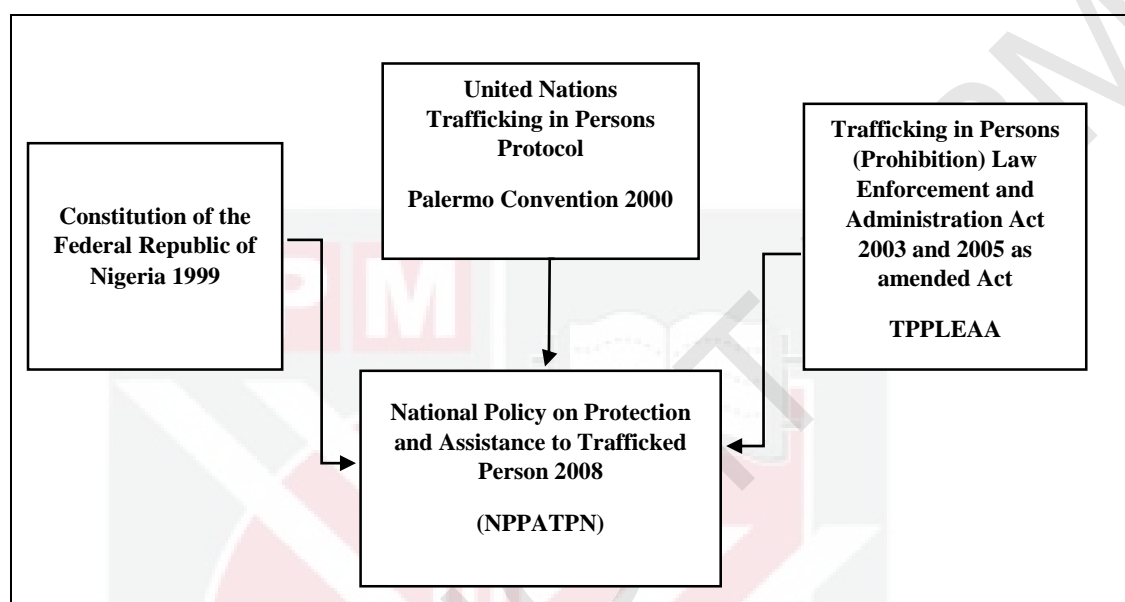 Constitution of the
Federal Republic of
Nigeria 1999
United Nations
Trafficking in Persons
Protocol
Palermo Convention 2000
Trafficking in Persons
(Prohibition) Law
Enforcement and
Administration Act
2003 and 2005 as
amended Act
TPPLEAA
National Policy on Protection
and Assistance to Trafficked
Person 2008
(NPPATPN)
PM